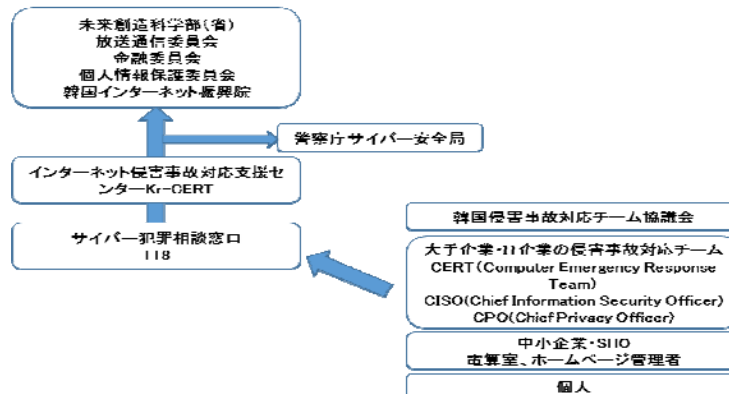 未来創造科学部(省)
放送通信委員会
金融委員会
個人情報保護委員会
韓国インターネット振興院
警察庁サイバー安全局
インターネット侵害事故対応支援セ
ンターKr-CERT
サイバー犯罪相談窓口
118
韓国侵害事故対応チーム協議会
大手企業・IT企業の侵害事故対応チーム
CERT(Computer Emergency Response
Team)
CISO(Chief Information Security Officer)
CPO(Chief Privacy Officer)
中小企業・SHO
電算室、ホームページ管理者
個人